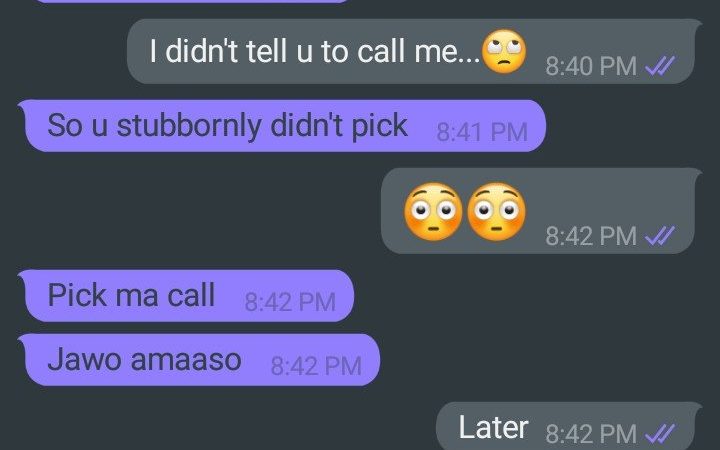 I didn't tell u to call me...🙄 8:40 PM
So u stubbornly didn't pick 8:41 PM
😳😳 8:42 PM
Pick ma call 8:42 PM
Jawo amaaso 8:42 PM
Later 8:42 PM